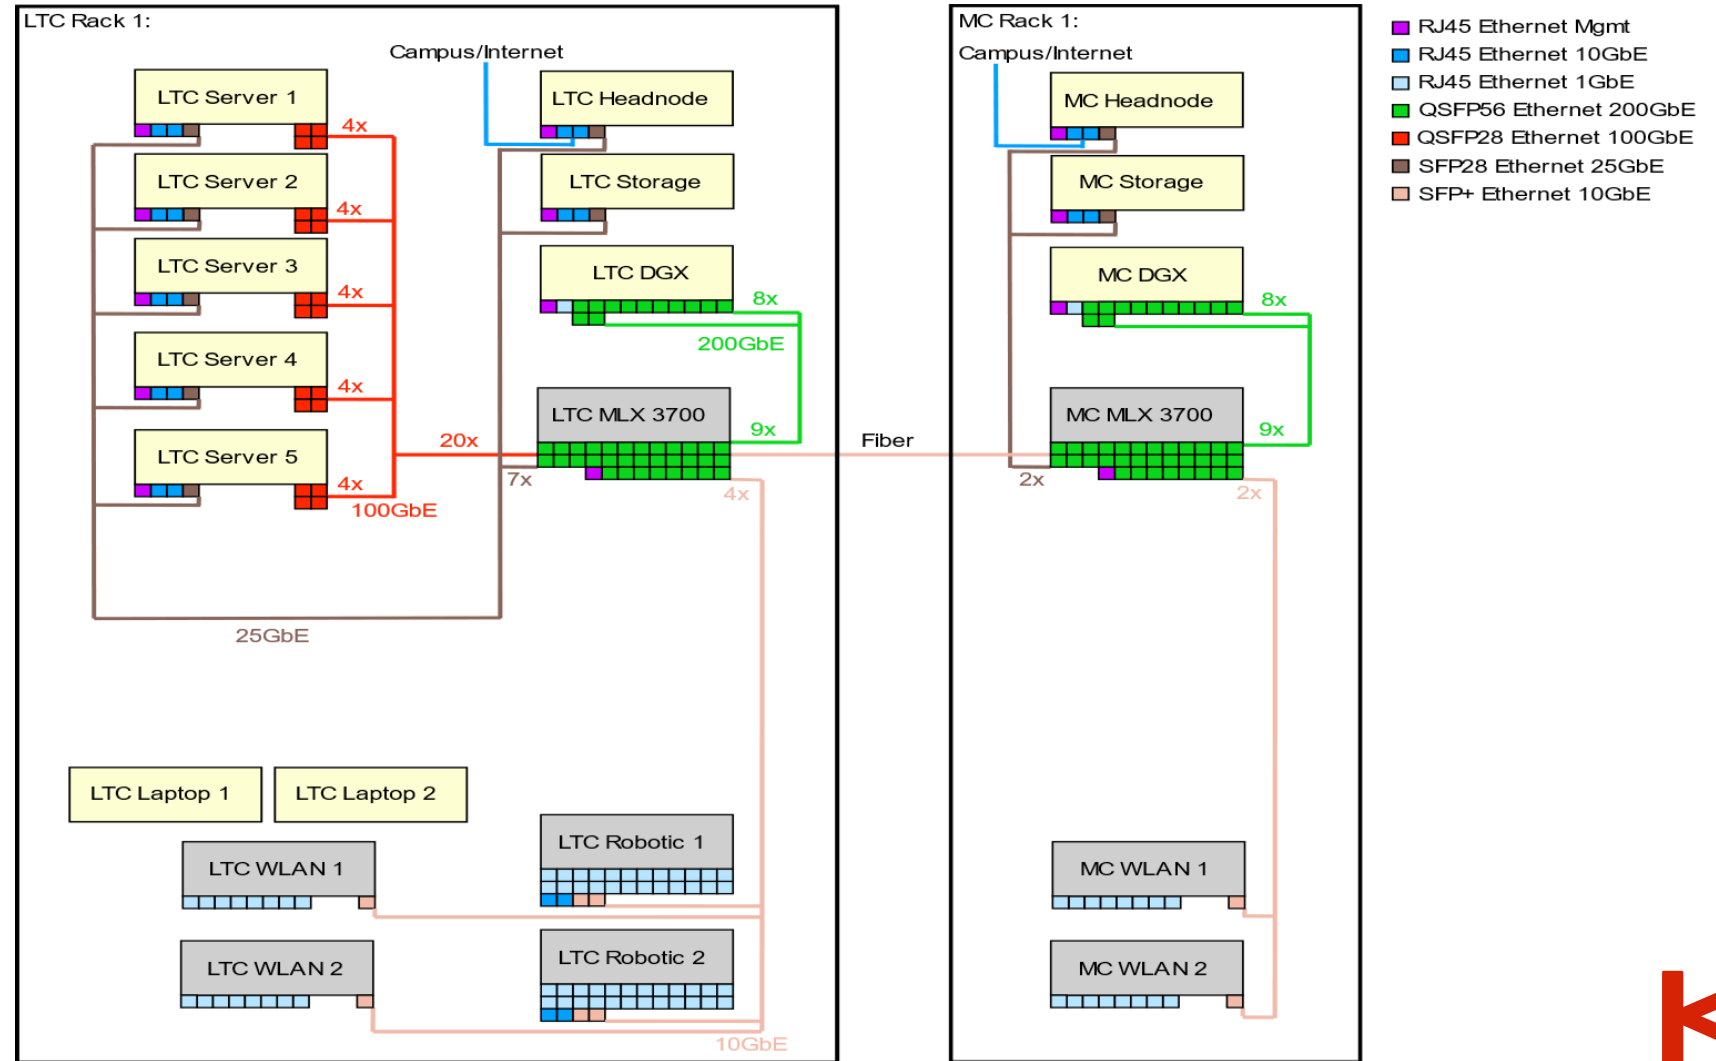 LTC Rack 1:
Campus/Internet
LTC Server 1
4x
LTC Server 2
4x
LTC Server 3
4x
LTC Server 4
4x
LTC Server 5
4x
100GbE
20x
25GbE
LTC Headnode
LTC Storage
LTC DGX
8x
200GbE
LTC MLX 3700
9x
7x
4x
LTC Laptop 1
LTC Laptop 2
LTC WLAN 1
LTC WLAN 2
LTC Robotic 1
LTC Robotic 2
10GbE
Fiber
MC Rack 1:
Campus/Internet
MC Headnode
MC Storage
MC DGX
8x
MC MLX 3700
9x
2x
2x
MC WLAN 1
MC WLAN 2
RJ45 Ethernet Mgmt
RJ45 Ethernet 10GbE
RJ45 Ethernet 1GbE
QSFP56 Ethernet 200GbE
QSFP28 Ethernet 100GbE
SFP28 Ethernet 25GbE
SFP+ Ethernet 10GbE